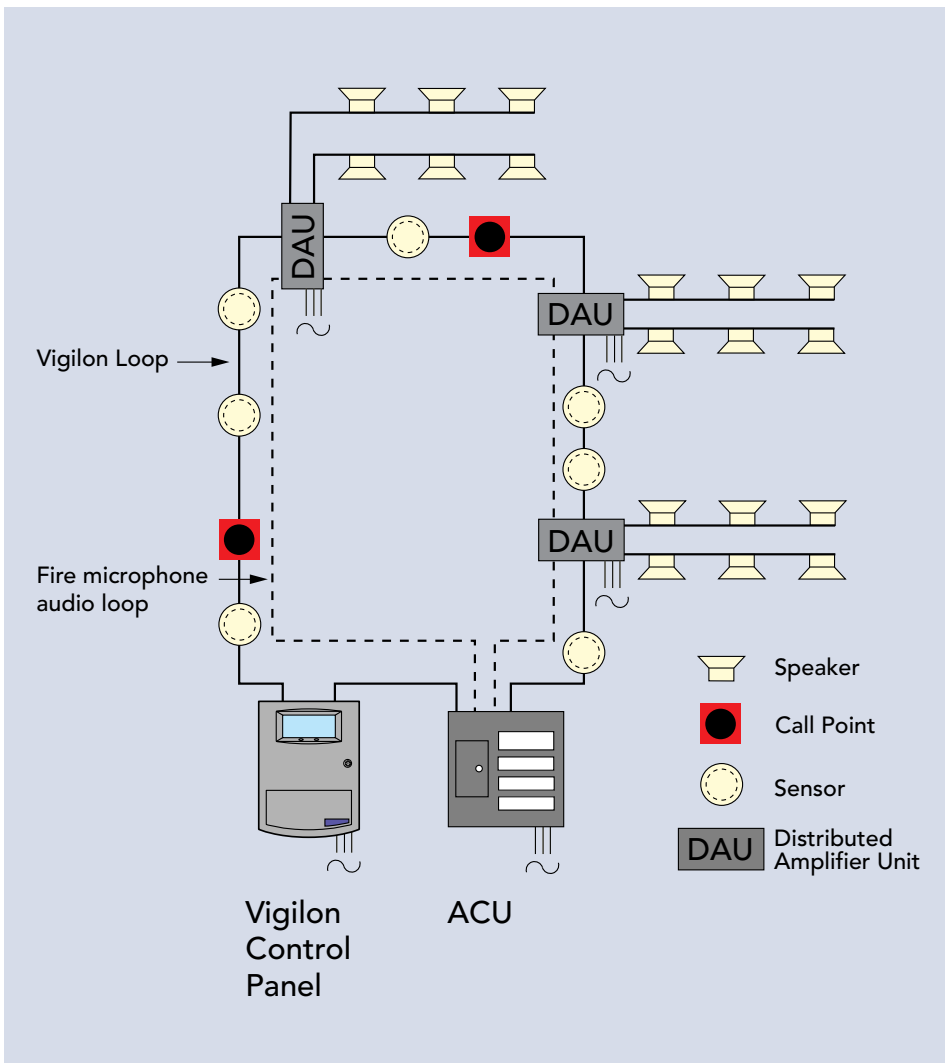 DAU
DAU
Vigilon Loop
DAU
Fire microphone
audio loop
Speaker
Call Point
Sensor
DAU
Distributed
Amplifier Unit
Vigilon
Control
Panel
ACU